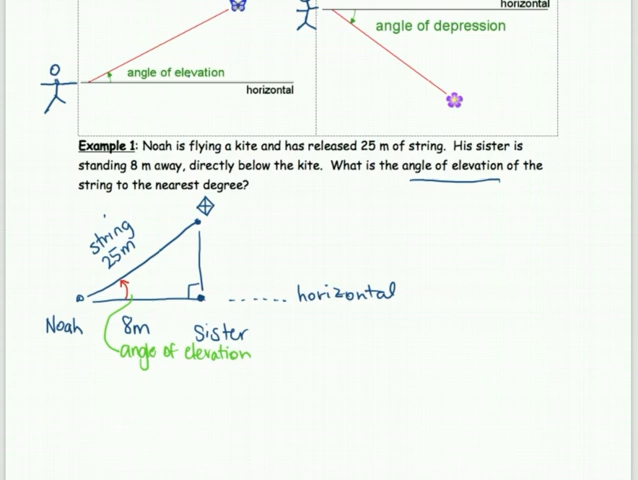 horizontal
angle of depression
angle of elevation
horizontal
Example 1: Noah is flying a kite and has released 25 m of string. His sister is
standing 8 m away, directly below the kite. What is the angle of elevation of the
string to the nearest degree?
string
25m
horizontal
Noah 8m Sister
angle of elevation